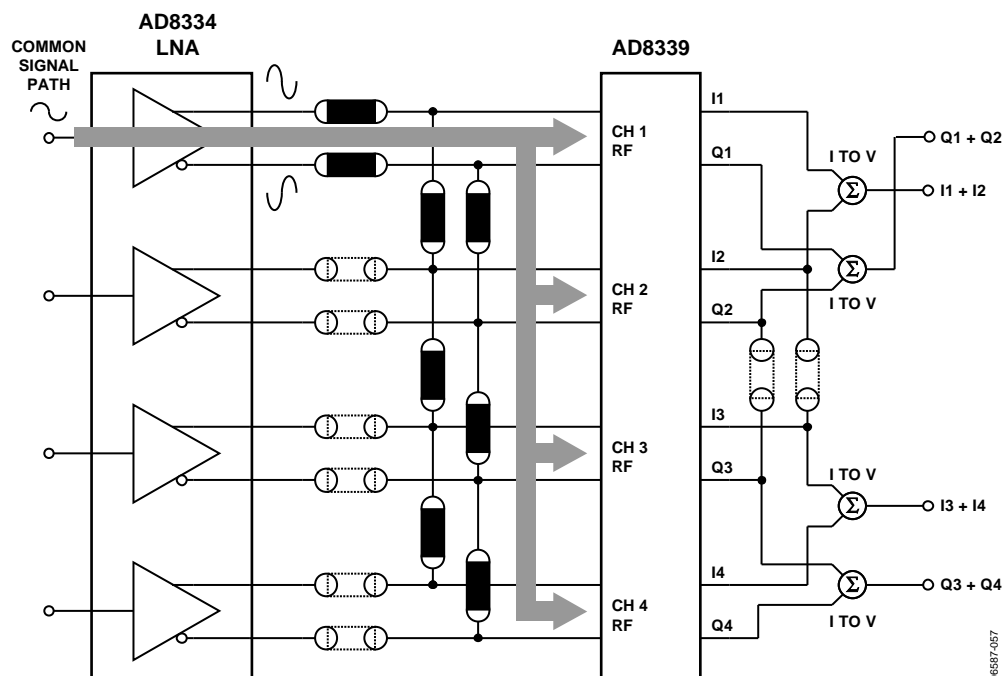 AD8334
LNA
COMMON
SIGNAL
PATH
AD8339
I1
CH 1
RF
Q1
I TO V
Σ
Q1 + Q2
I1 + I2
I2
CH 2
RF
Q2
Σ
I TO V
I3
CH 3
RF
Q3
Σ
I3 + I4
I4
CH 4
RF
Q4
Σ
I TO V
Q3 + Q4
6587-057